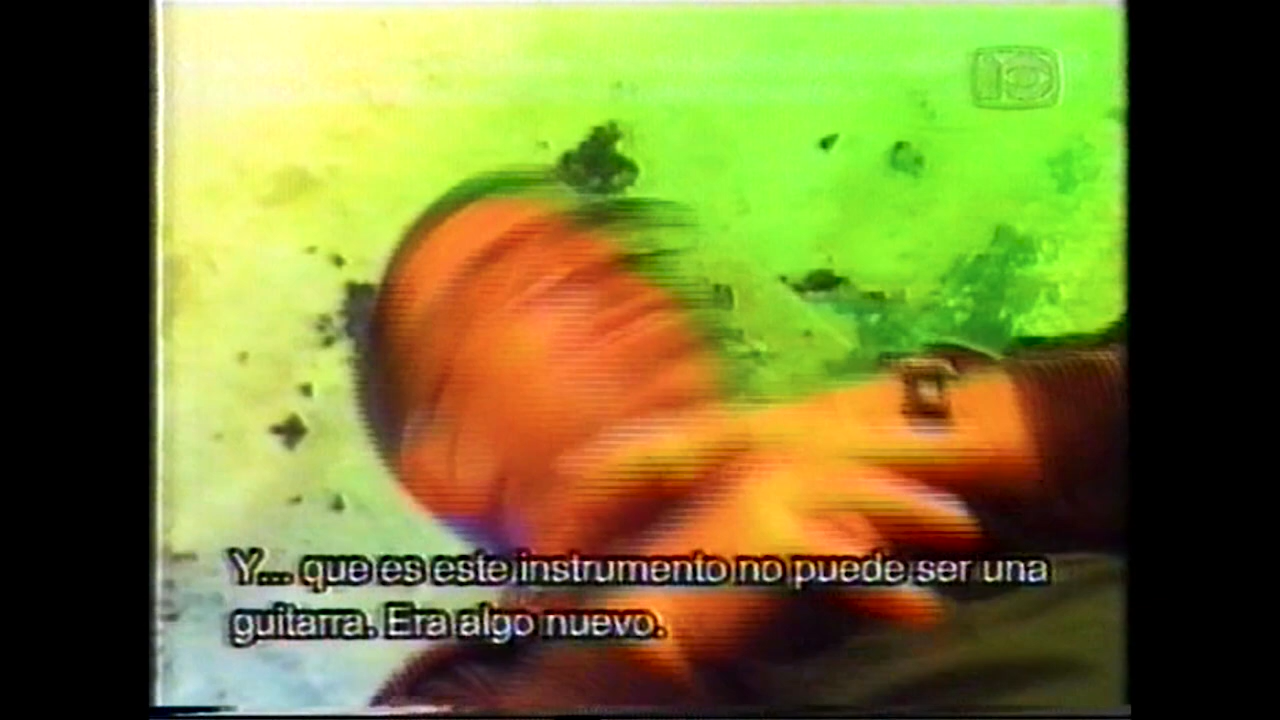 Y... que es este instrumento no puede ser una
guitarra. Era algo nuevo.